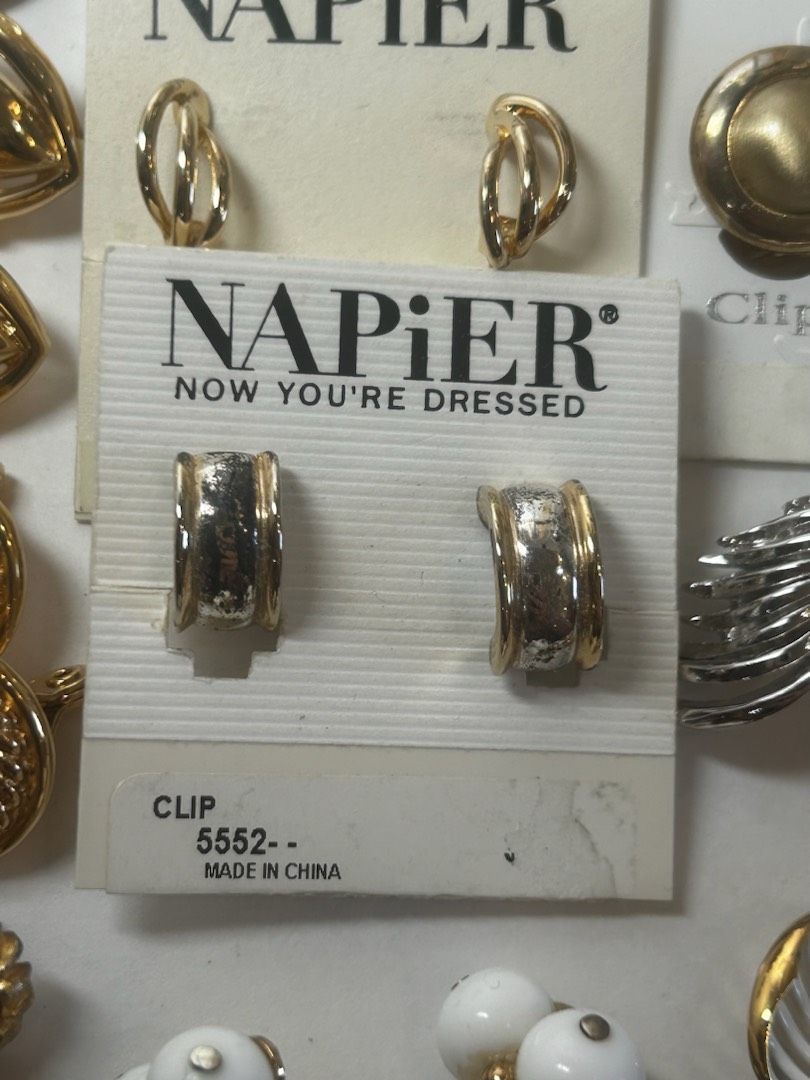 NAPiER
Clip
NAPiER®
NOW YOU'RE DRESSED
CLIP
5552- -
MADE IN CHINA